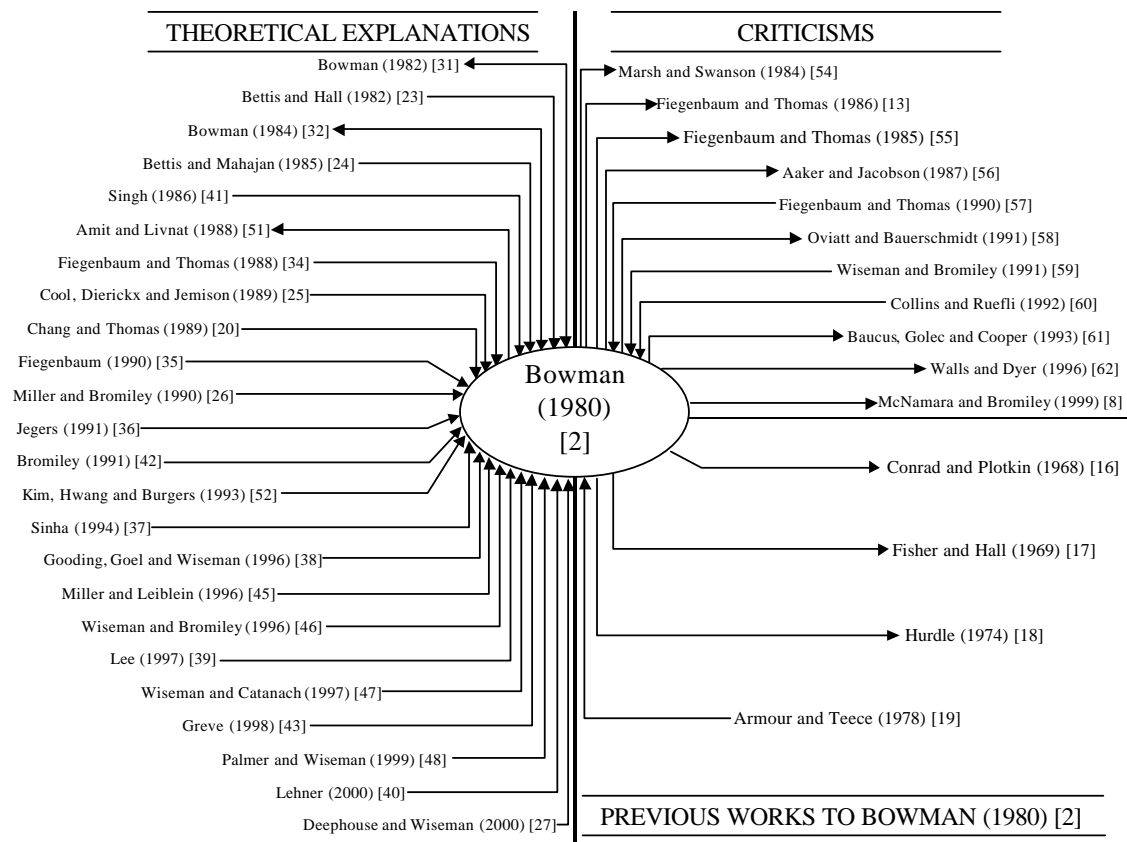 THEORETICAL EXPLANATIONS
Bowman (1982) [31]
Bettis and Hall (1982) [23]
Bowman (1984) [32]
Bettis and Mahajan (1985) [24]
Singh (1986) [41]
Amit and Livnat (1988) [51]
Fiegenbaum and Thomas (1988) [34]
Cool, Dierickx and Jemison (1989) [25]
Chang and Thomas (1989) [20]
Fiegenbaum (1990) [35]
Miller and Bromiley (1990) [26]
Jegers (1991) [36]
Bromiley (1991) [42]
Kim, Hwang and Burgers (1993) [52]
Sinha (1994) [37]
Gooding, Goel and Wiseman (1996) [38]
Miller and Leiblein (1996) [45]
Wiseman and Bromiley (1996) [46]
Lee (1997) [39]
Wiseman and Catanach (1997) [47]
Greve (1998) [43]
Palmer and Wiseman (1999) [48]
Lehner (2000) [40]
Deephouse and Wiseman (2000) [27]
Bowman
(1980)
[2]
CRITICISMS
Marsh and Swanson (1984) [54]
Fiegenbaum and Thomas (1986) [13]
Fiegenbaum and Thomas (1985) [55]
Aaker and Jacobson (1987) [56]
Fiegenbaum and Thomas (1990) [57]
Oviatt and Bauerschmidt (1991) [58]
Wiseman and Bromiley (1991) [59]
Collins and Ruefli (1992) [60]
Baucus, Golec and Cooper (1993) [61]
Walls and Dyer (1996) [62]
McNamara and Bromiley (1999) [8]
Conrad and Plotkin (1968) [16]
Fisher and Hall (1969) [17]
Hurdle (1974) [18]
Armour and Teece (1978) [19]
PREVIOUS WORKS TO BOWMAN (1980) [2]